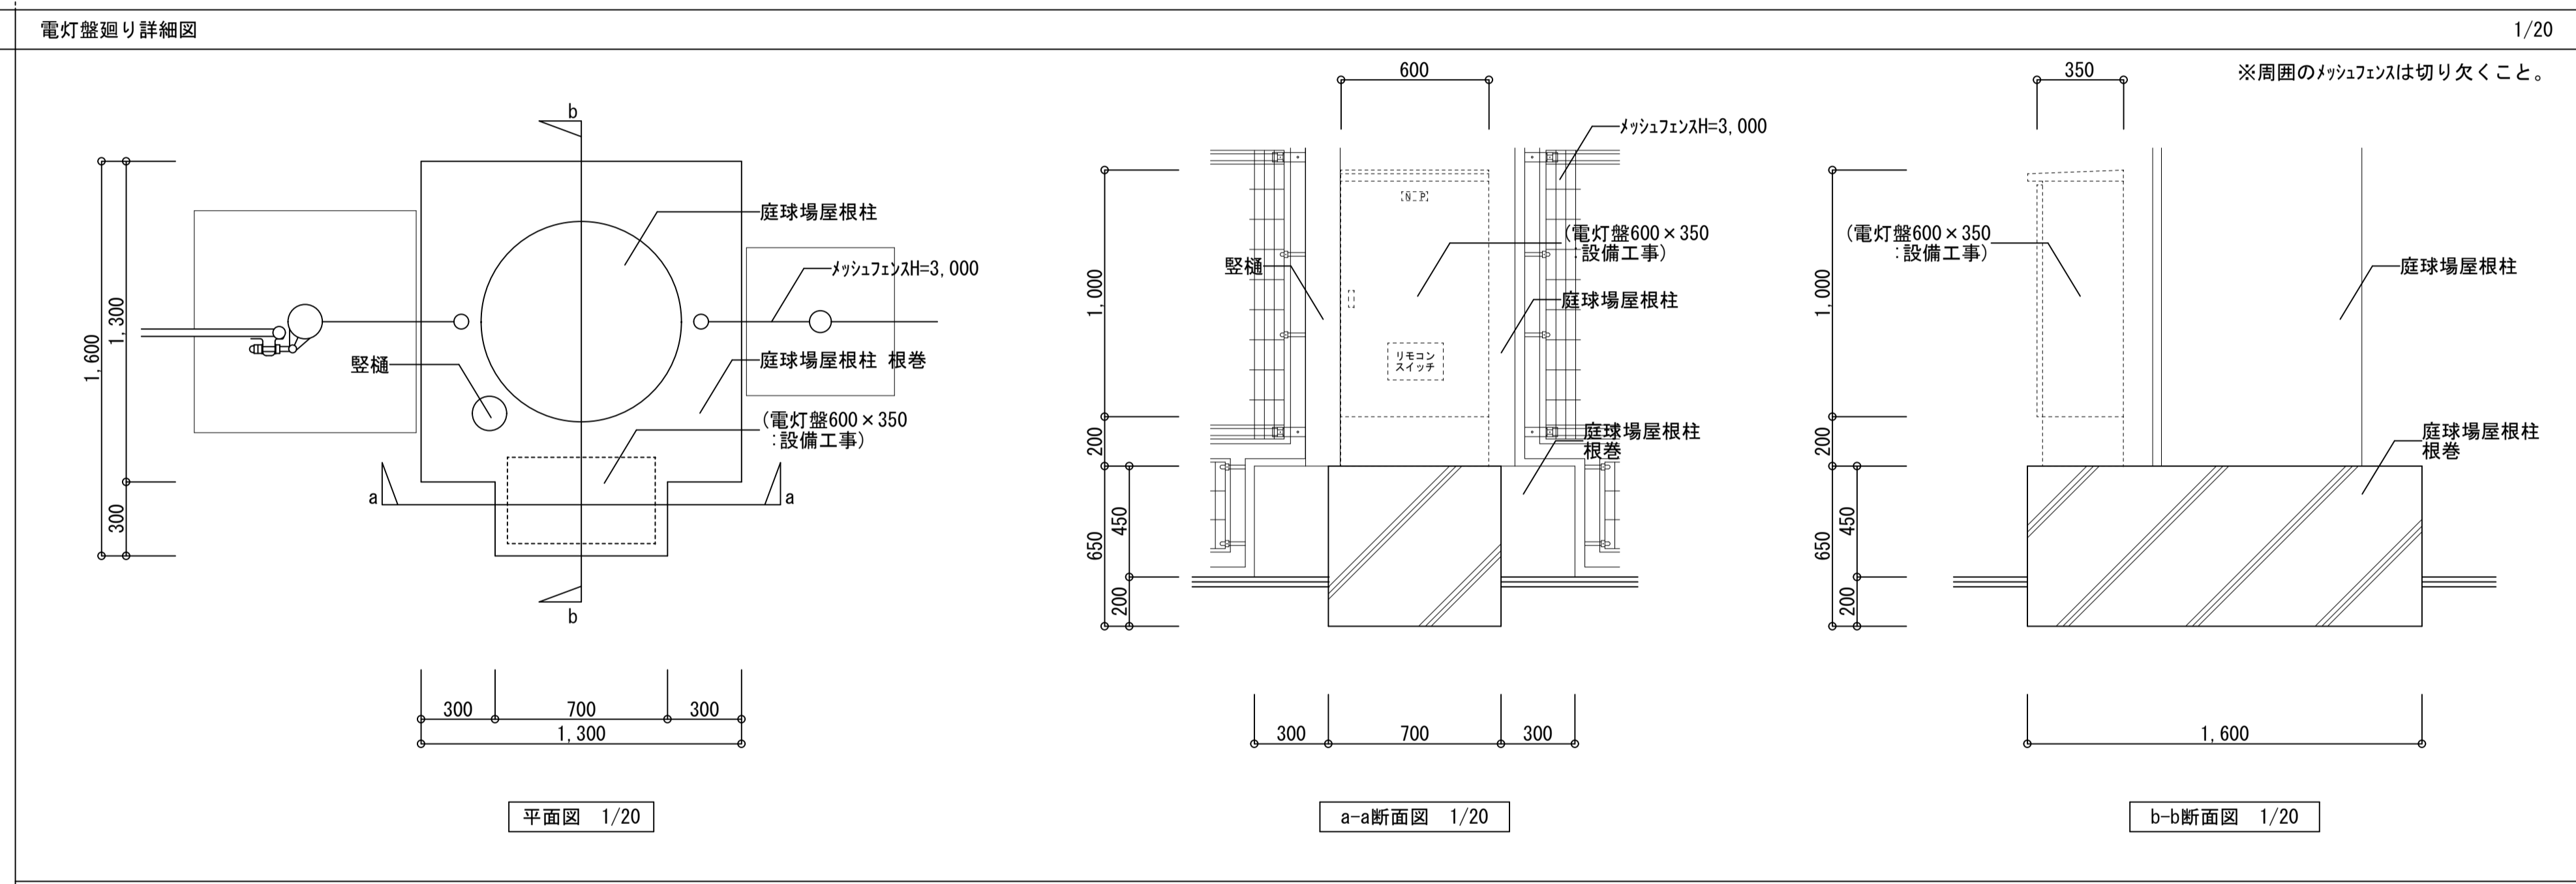 電灯盤廻り詳細図
1/20
※周囲のﾒｯｼｭﾌｪﾝｽは切り欠くこと。
b
庭球場屋根柱
ﾒｯｼｭﾌｪﾝｽH=3,000
竪樋
庭球場屋根柱 根巻
(電灯盤600×350
:設備工事)
a
a
b
1,600
1,300
300
300
700
300
1,300
平面図 1/20
600
ﾒｯｼｭﾌｪﾝｽH=3,000
N P
(電灯盤600×350
:設備工事)
竪樋
庭球場屋根柱
リモコン
スイッチ
庭球場屋根柱
根巻
1,000
200
650
450
200
300
700
300
a-a断面図 1/20
350
(電灯盤600×350
:設備工事)
庭球場屋根柱
庭球場屋根柱
根巻
1,000
200
650
450
200
1,600
b-b断面図 1/20